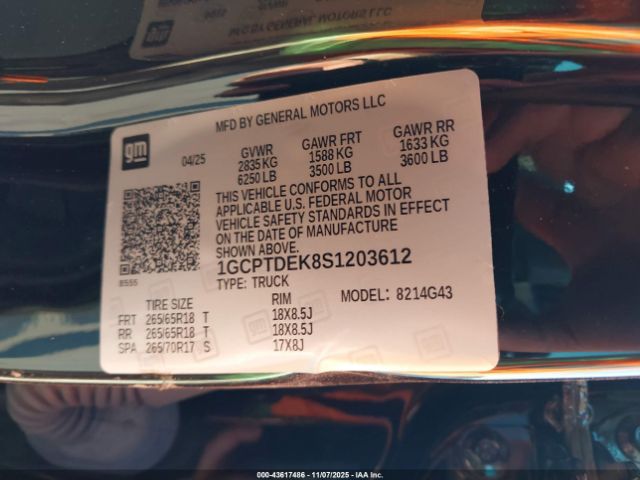 MFD BY GENERAL MOTORS LLC
gm
04/25
GVWR
2835 KG
6250 LB
GAWR FRT
1588 KG
3500 LB
GAWR RR
1633 KG
3600 LB
THIS VEHICLE CONFORMS TO ALL
APPLICABLE U.S. FEDERAL MOTOR
VEHICLE SAFETY STANDARDS IN EFFECT
ON THE DATE OF MANUFACTURE
SHOWN ABOVE.
1GCPTDEK8S1203612
TYPE: TRUCK
MODEL: 8214G43
TIRE SIZE RIM
FRT 265/65R18 T 18X8.5J
RR 265/65R18 T 18X8.5J
SPA 265/70R17 S 17X8J
000-43617486 - 11/07/2025 - IAAI.COM